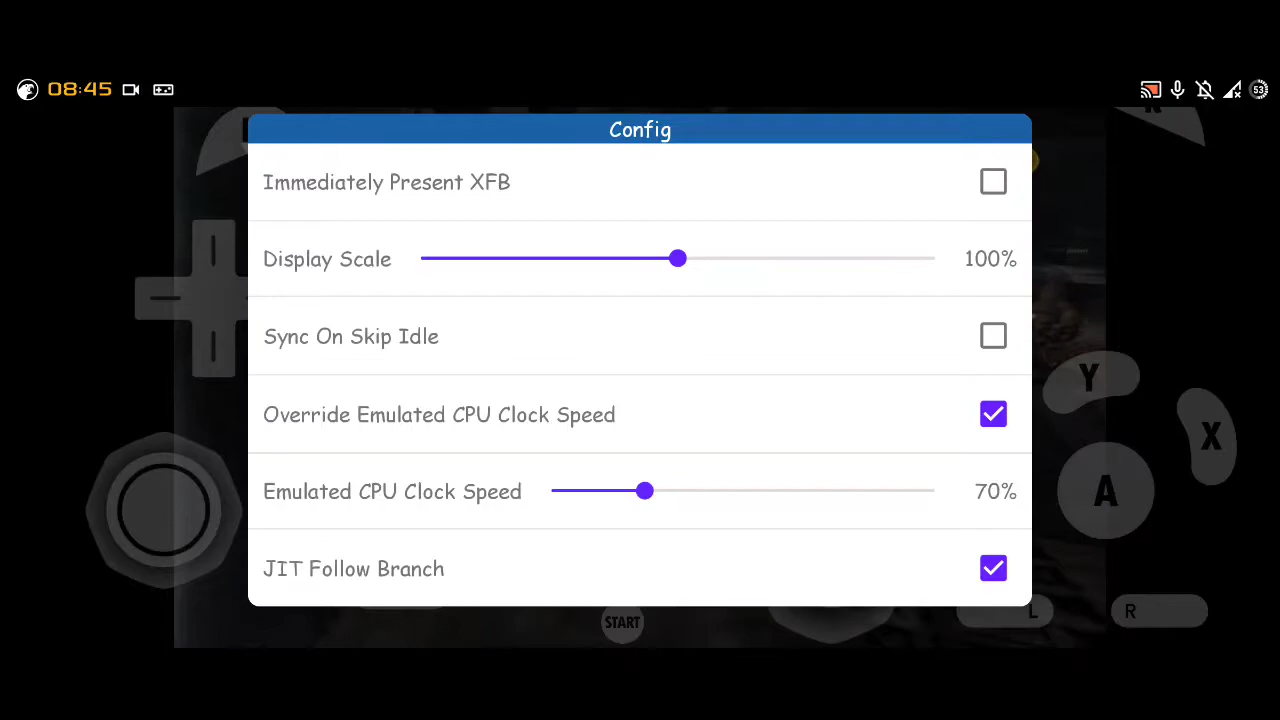 08:45
53
Config
Immediately Present XFB
Display Scale 100%
Sync On Skip Idle
Override Emulated CPU Clock Speed
Emulated CPU Clock Speed 70%
JIT Follow Branch
Y
X
A
START
L
R